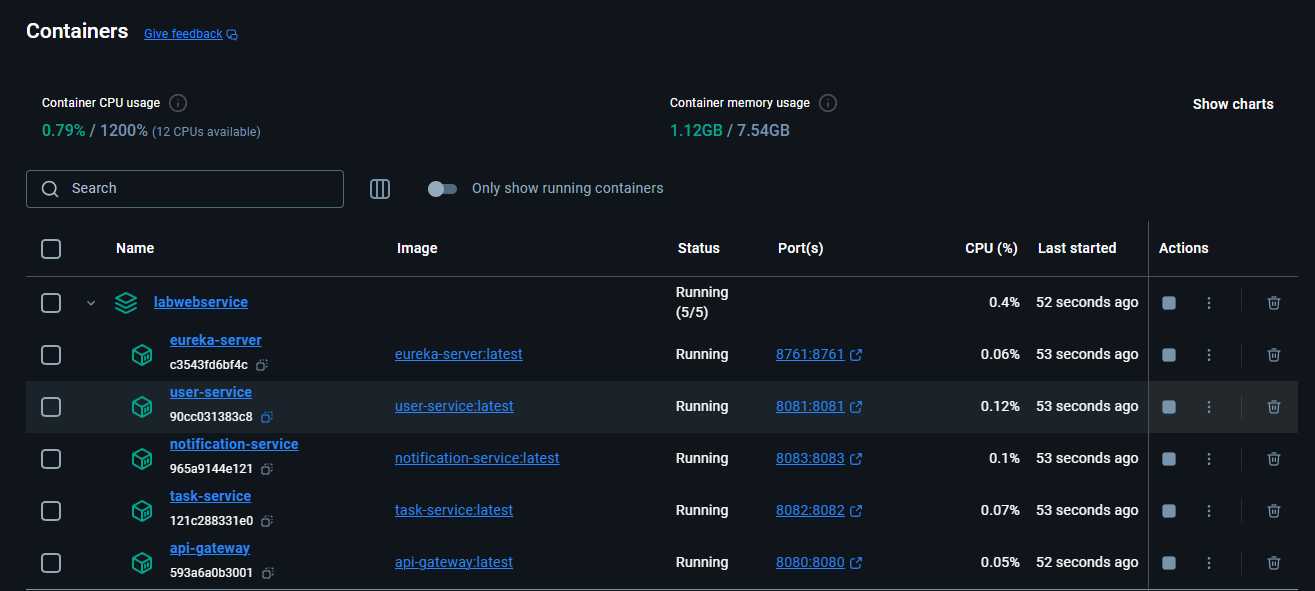 Containers Give feedback
Container CPU usage
0.79% / 1200% (12 CPUs available)
Container memory usage
1.12GB / 7.54GB
Show charts
Search
Only show running containers
Name Image Status Port(s) CPU (%) Last started Actions
labwebservice Running (5/5) 0.4% 52 seconds ago
eureka-server
c3543fd6bf4c
eureka-server:latest Running 8761:8761 0.06% 53 seconds ago
user-service
90cc031383c8
user-service:latest Running 8081:8081 0.12% 53 seconds ago
notification-service
965a9144e121
notification-service:latest Running 8083:8083 0.1% 53 seconds ago
task-service
121c288331e0
task-service:latest Running 8082:8082 0.07% 53 seconds ago
api-gateway
593a6a0b3001
api-gateway:latest Running 8080:8080 0.05% 52 seconds ago